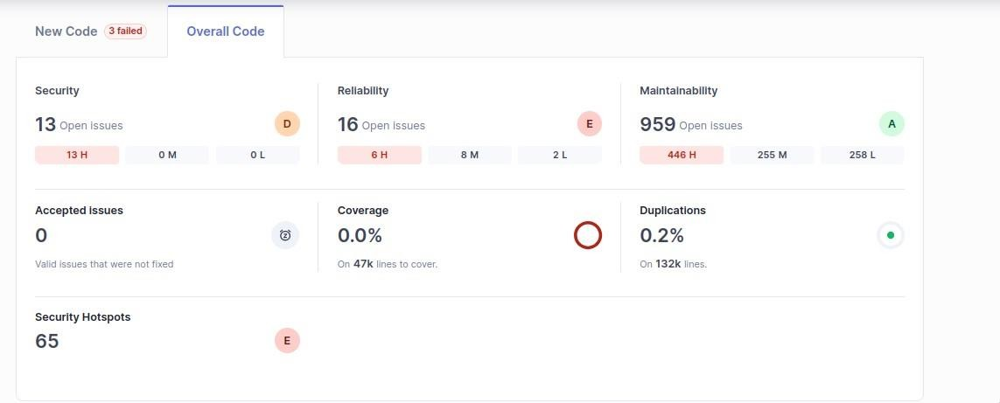 New Code 3 failed Overall Code
Security Reliability Maintainability
13 Open issues D 16 Open issues E 959 Open issues A
13 H 0 M 0 L 6 H 8 M 2 L 446 H 255 M 258 L
Accepted issues Coverage Duplications
0 0.0% 0.2%
Valid issues that were not fixed On 47k lines to cover. On 132k lines.
Security Hotspots
65 E